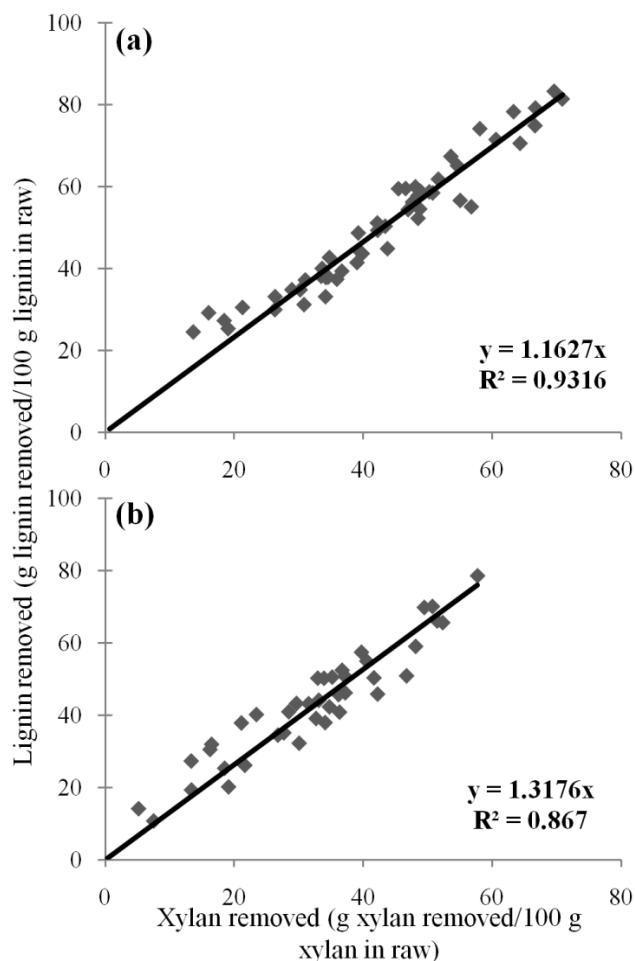 (a)
100
80
60
40
20
0
y = 1.1627x
R² = 0.9316
0
20
40
60
80
Lignin removed (g lignin removed/100 g lignin in raw)
(b)
100
80
60
40
20
0
y = 1.3176x
R² = 0.867
0
20
40
60
80
Xylan removed (g xylan removed/100 g
xylan in raw)